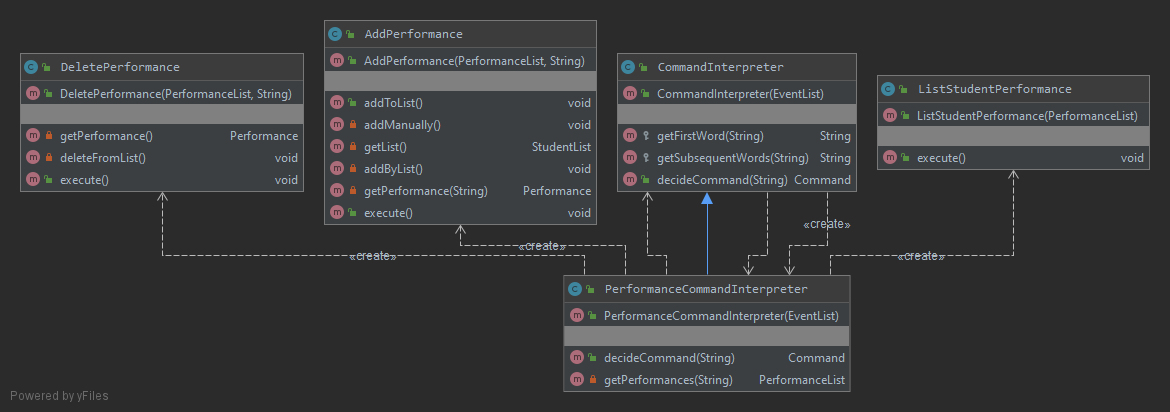 DeletePerformance
DeletePerformance(PerformanceList, String)
getPerformance() Performance
deleteFromList() void
execute() void
AddPerformance
AddPerformance(PerformanceList, String)
addToList() void
addManually() void
getList() StudentList
addByList() void
getPerformance(String) Performance
execute() void
CommandInterpreter
CommandInterpreter(EventList)
getFirstWord(String) String
getSubsequentWords(String) String
decideCommand(String) Command
ListStudentPerformance
ListStudentPerformance(PerformanceList)
execute() void
«create»
«create»
«create»
«create»
PerformanceCommandInterpreter
PerformanceCommandInterpreter(EventList)
decideCommand(String) Command
getPerformances(String) PerformanceList
Powered by yFiles